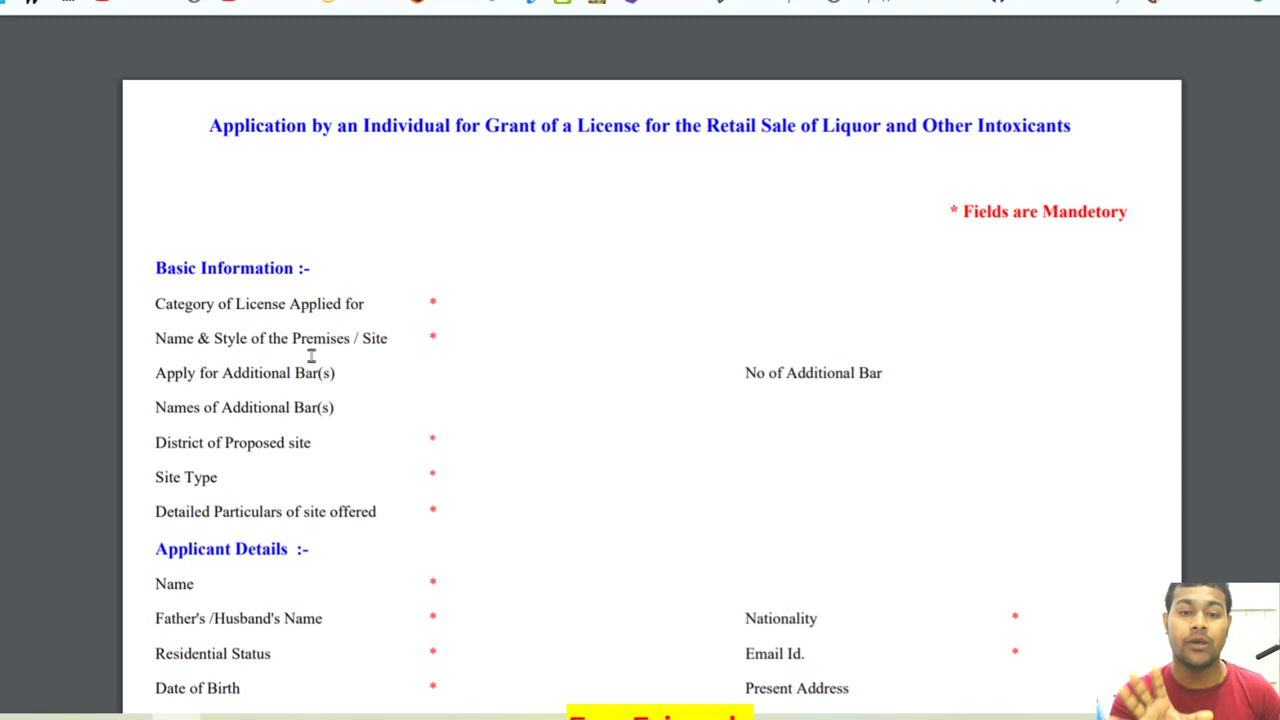 Application by an Individual for Grant of a License for the Retail Sale of Liquor and Other Intoxicants
* Fields are Mandetory
Basic Information :-
Category of License Applied for *
Name & Style of the Premises / Site *
Apply for Additional Bar(s) No of Additional Bar
Names of Additional Bar(s)
District of Proposed site *
Site Type *
Detailed Particulars of site offered *
Applicant Details :-
Name *
Father's /Husband's Name * Nationality *
Residential Status * Email Id. *
Date of Birth * Present Address